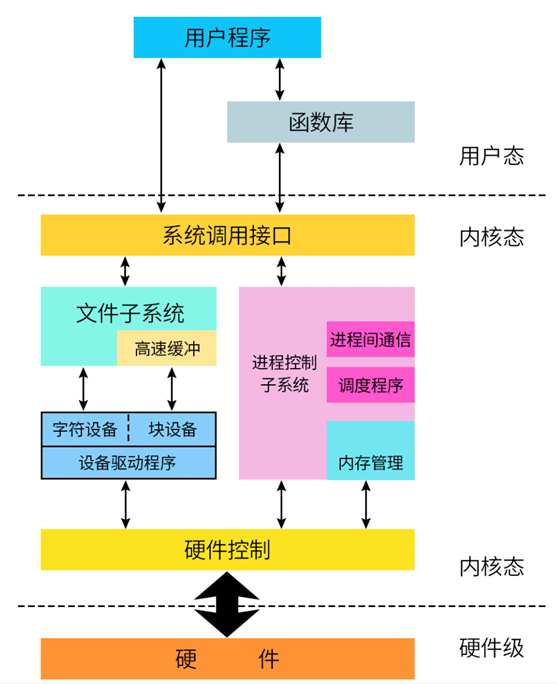 用户程序
函数库
用户态
系统调用接口
内核态
文件子系统
高速缓冲
进程控制
子系统
进程间通信
调度程序
内存管理
字符设备
块设备
设备驱动程序
硬件控制
内核态
硬 件
硬件级